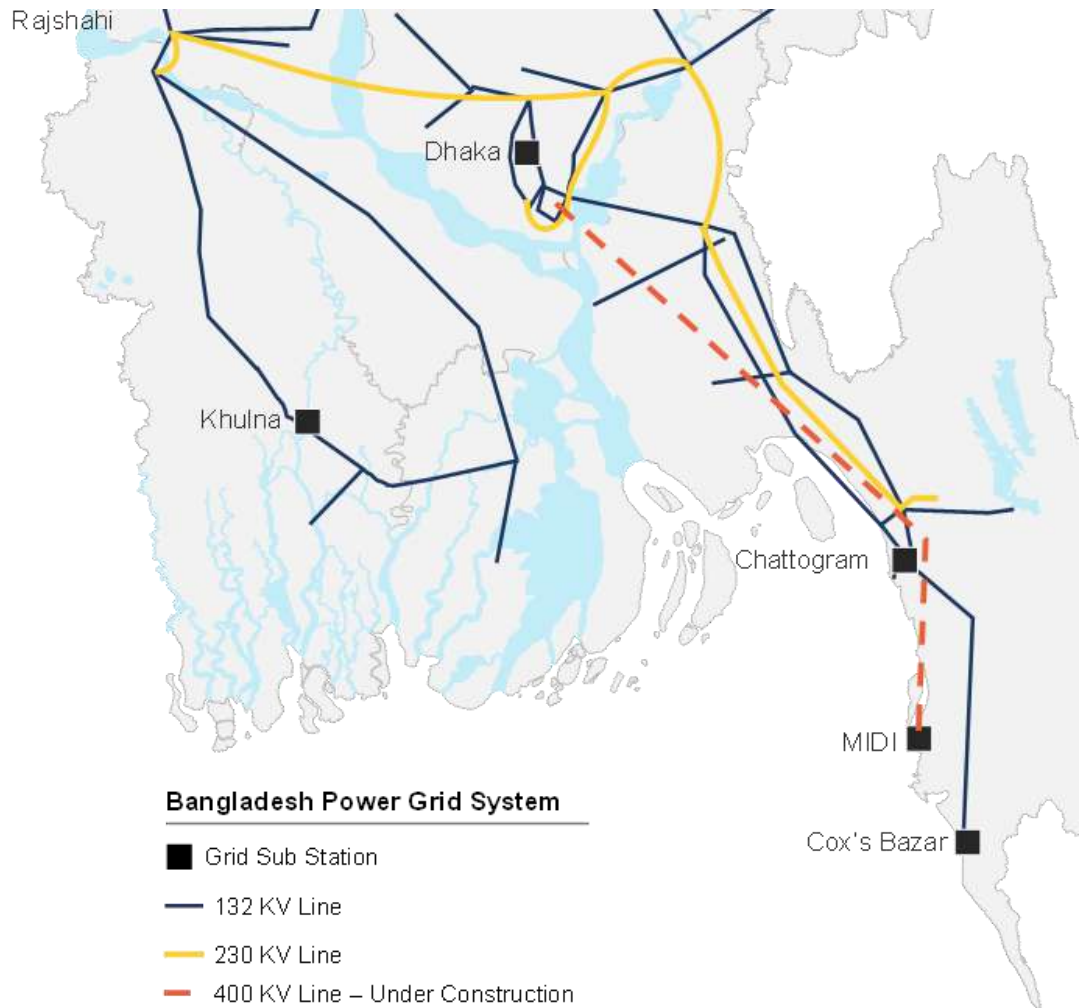 Rajshahi
Dhaka
Khulna
Chattogram
MIDI
Cox's Bazar
Bangladesh Power Grid System
Grid Sub Station
132 KV Line
230 KV Line
400 KV Line – Under Construction